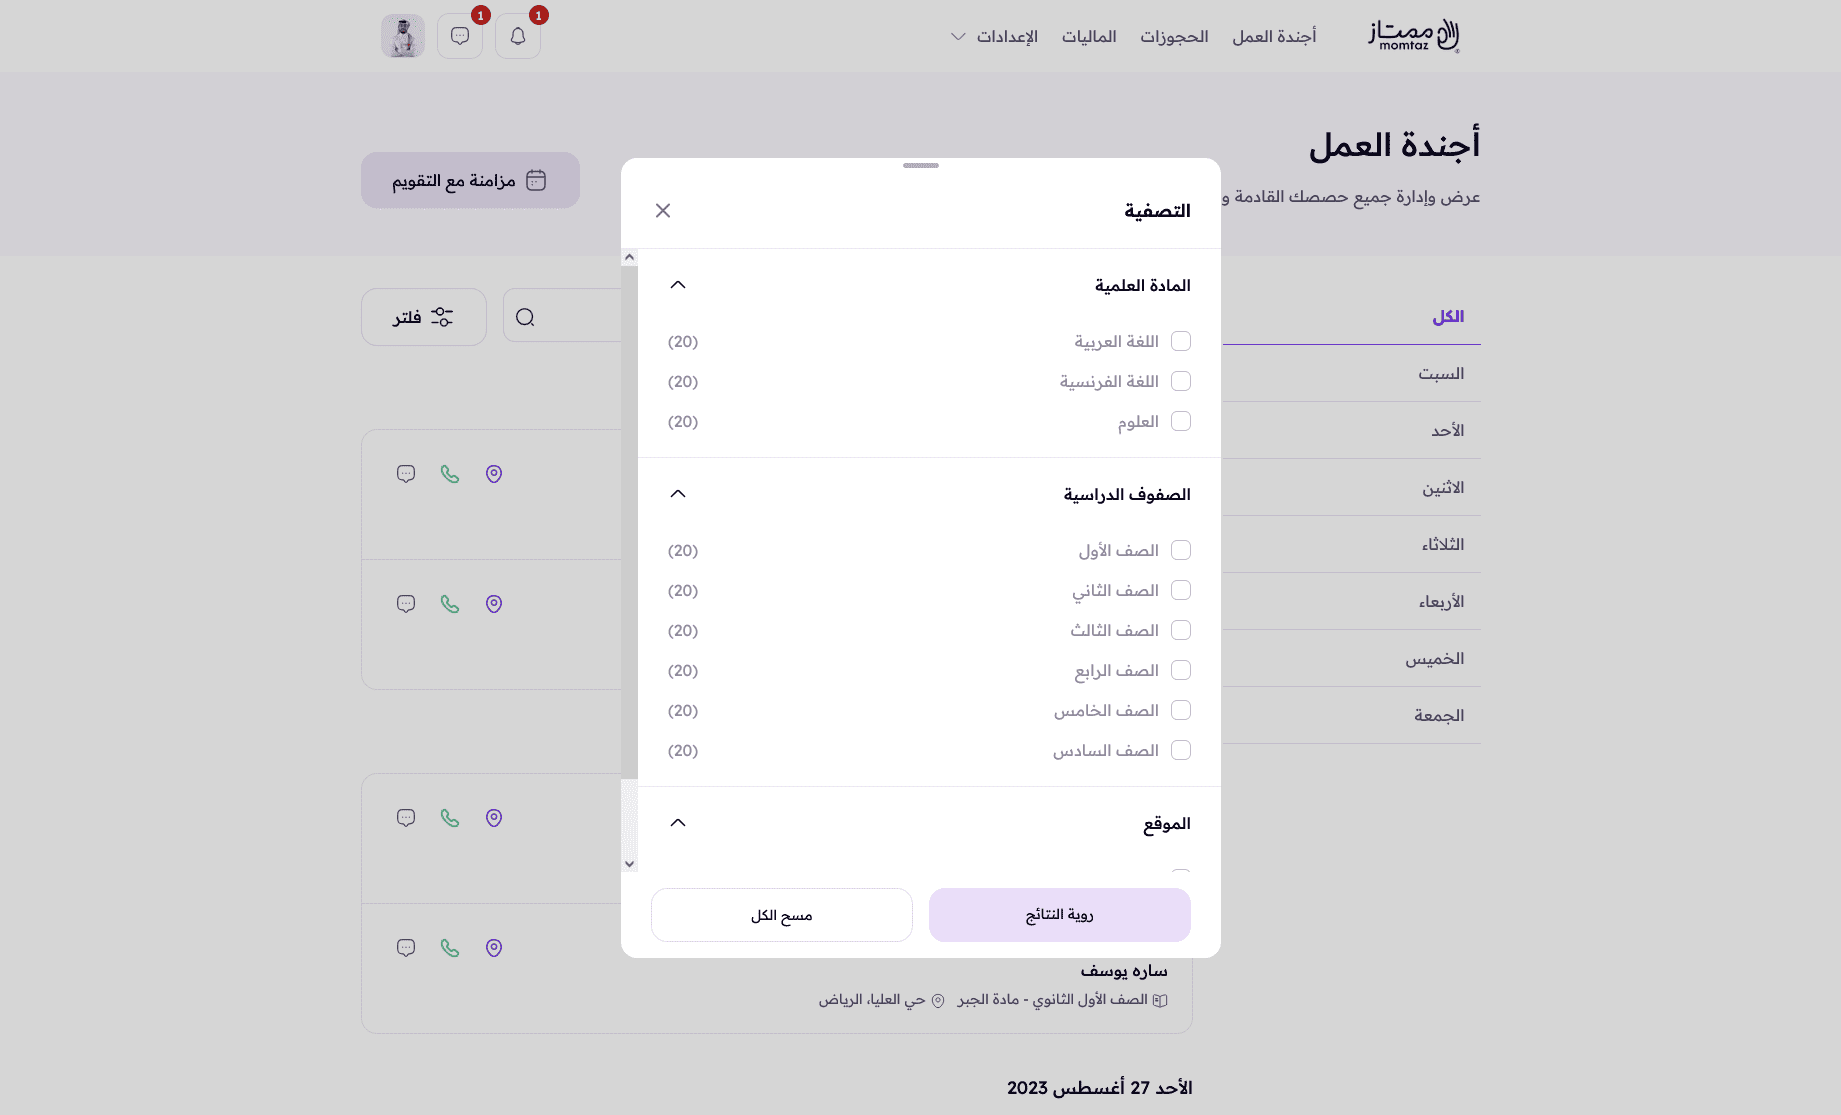 ممتاز
momtaz
أجندة العمل
الحجوزات
الماليات
الإعدادات
1
1
أجندة العمل
عرض وإدارة جميع حصصك القادمة و
مزامنة مع التقويم
الكل
السبت
الأحد
الاثنين
الثلاثاء
الأربعاء
الخميس
الجمعة
فلتر
التصفية
المادة العلمية
اللغة العربية (20)
اللغة الفرنسية (20)
العلوم (20)
الصفوف الدراسية
الصف الأول (20)
الصف الثاني (20)
الصف الثالث (20)
الصف الرابع (20)
الصف الخامس (20)
الصف السادس (20)
الموقع
روية النتائج
مسح الكل
ساره يوسف
الصف الأول الثانوي - مادة الجبر حي العليا، الرياض
الأحد 27 أغسطس 2023